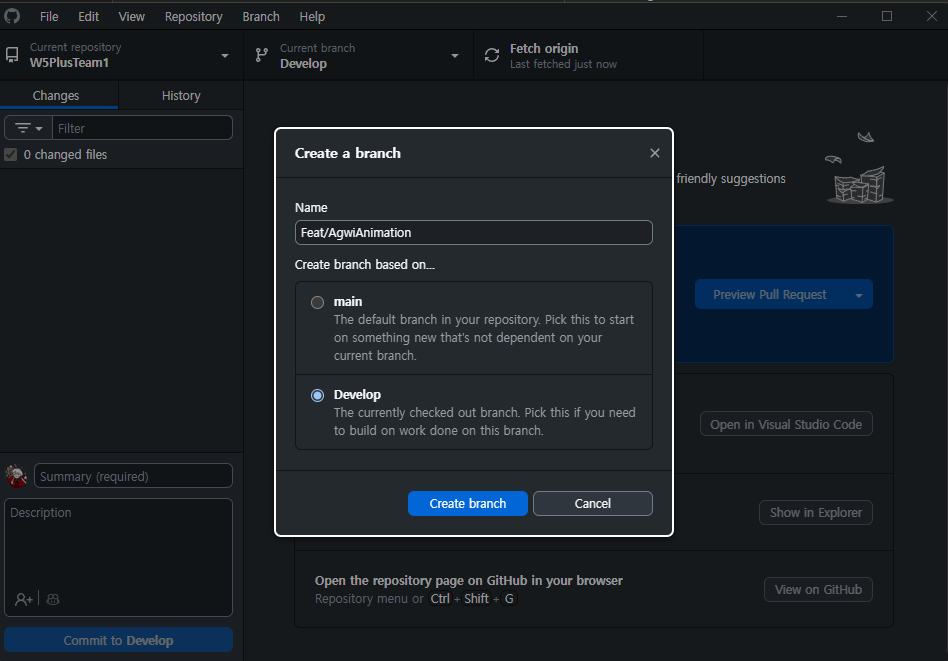 File Edit View Repository Branch Help
Current repository
W5PlusTeam1
Current branch
Develop
Fetch origin
Last fetched just now
Changes
History
Filter
0 changed files
friendly suggestions
Preview Pull Request
Open in Visual Studio Code
Show in Explorer
Open the repository page on GitHub in your browser
Repository menu or Ctrl + Shift + G
View on GitHub
Create a branch
Name
Feat/AgwiAnimation
Create branch based on...
main
The default branch in your repository. Pick this to start
on something new that's not dependent on your
current branch.
Develop
The currently checked out branch. Pick this if you need
to build on work done on this branch.
Create branch
Cancel
Summary (required)
Description
Commit to Develop